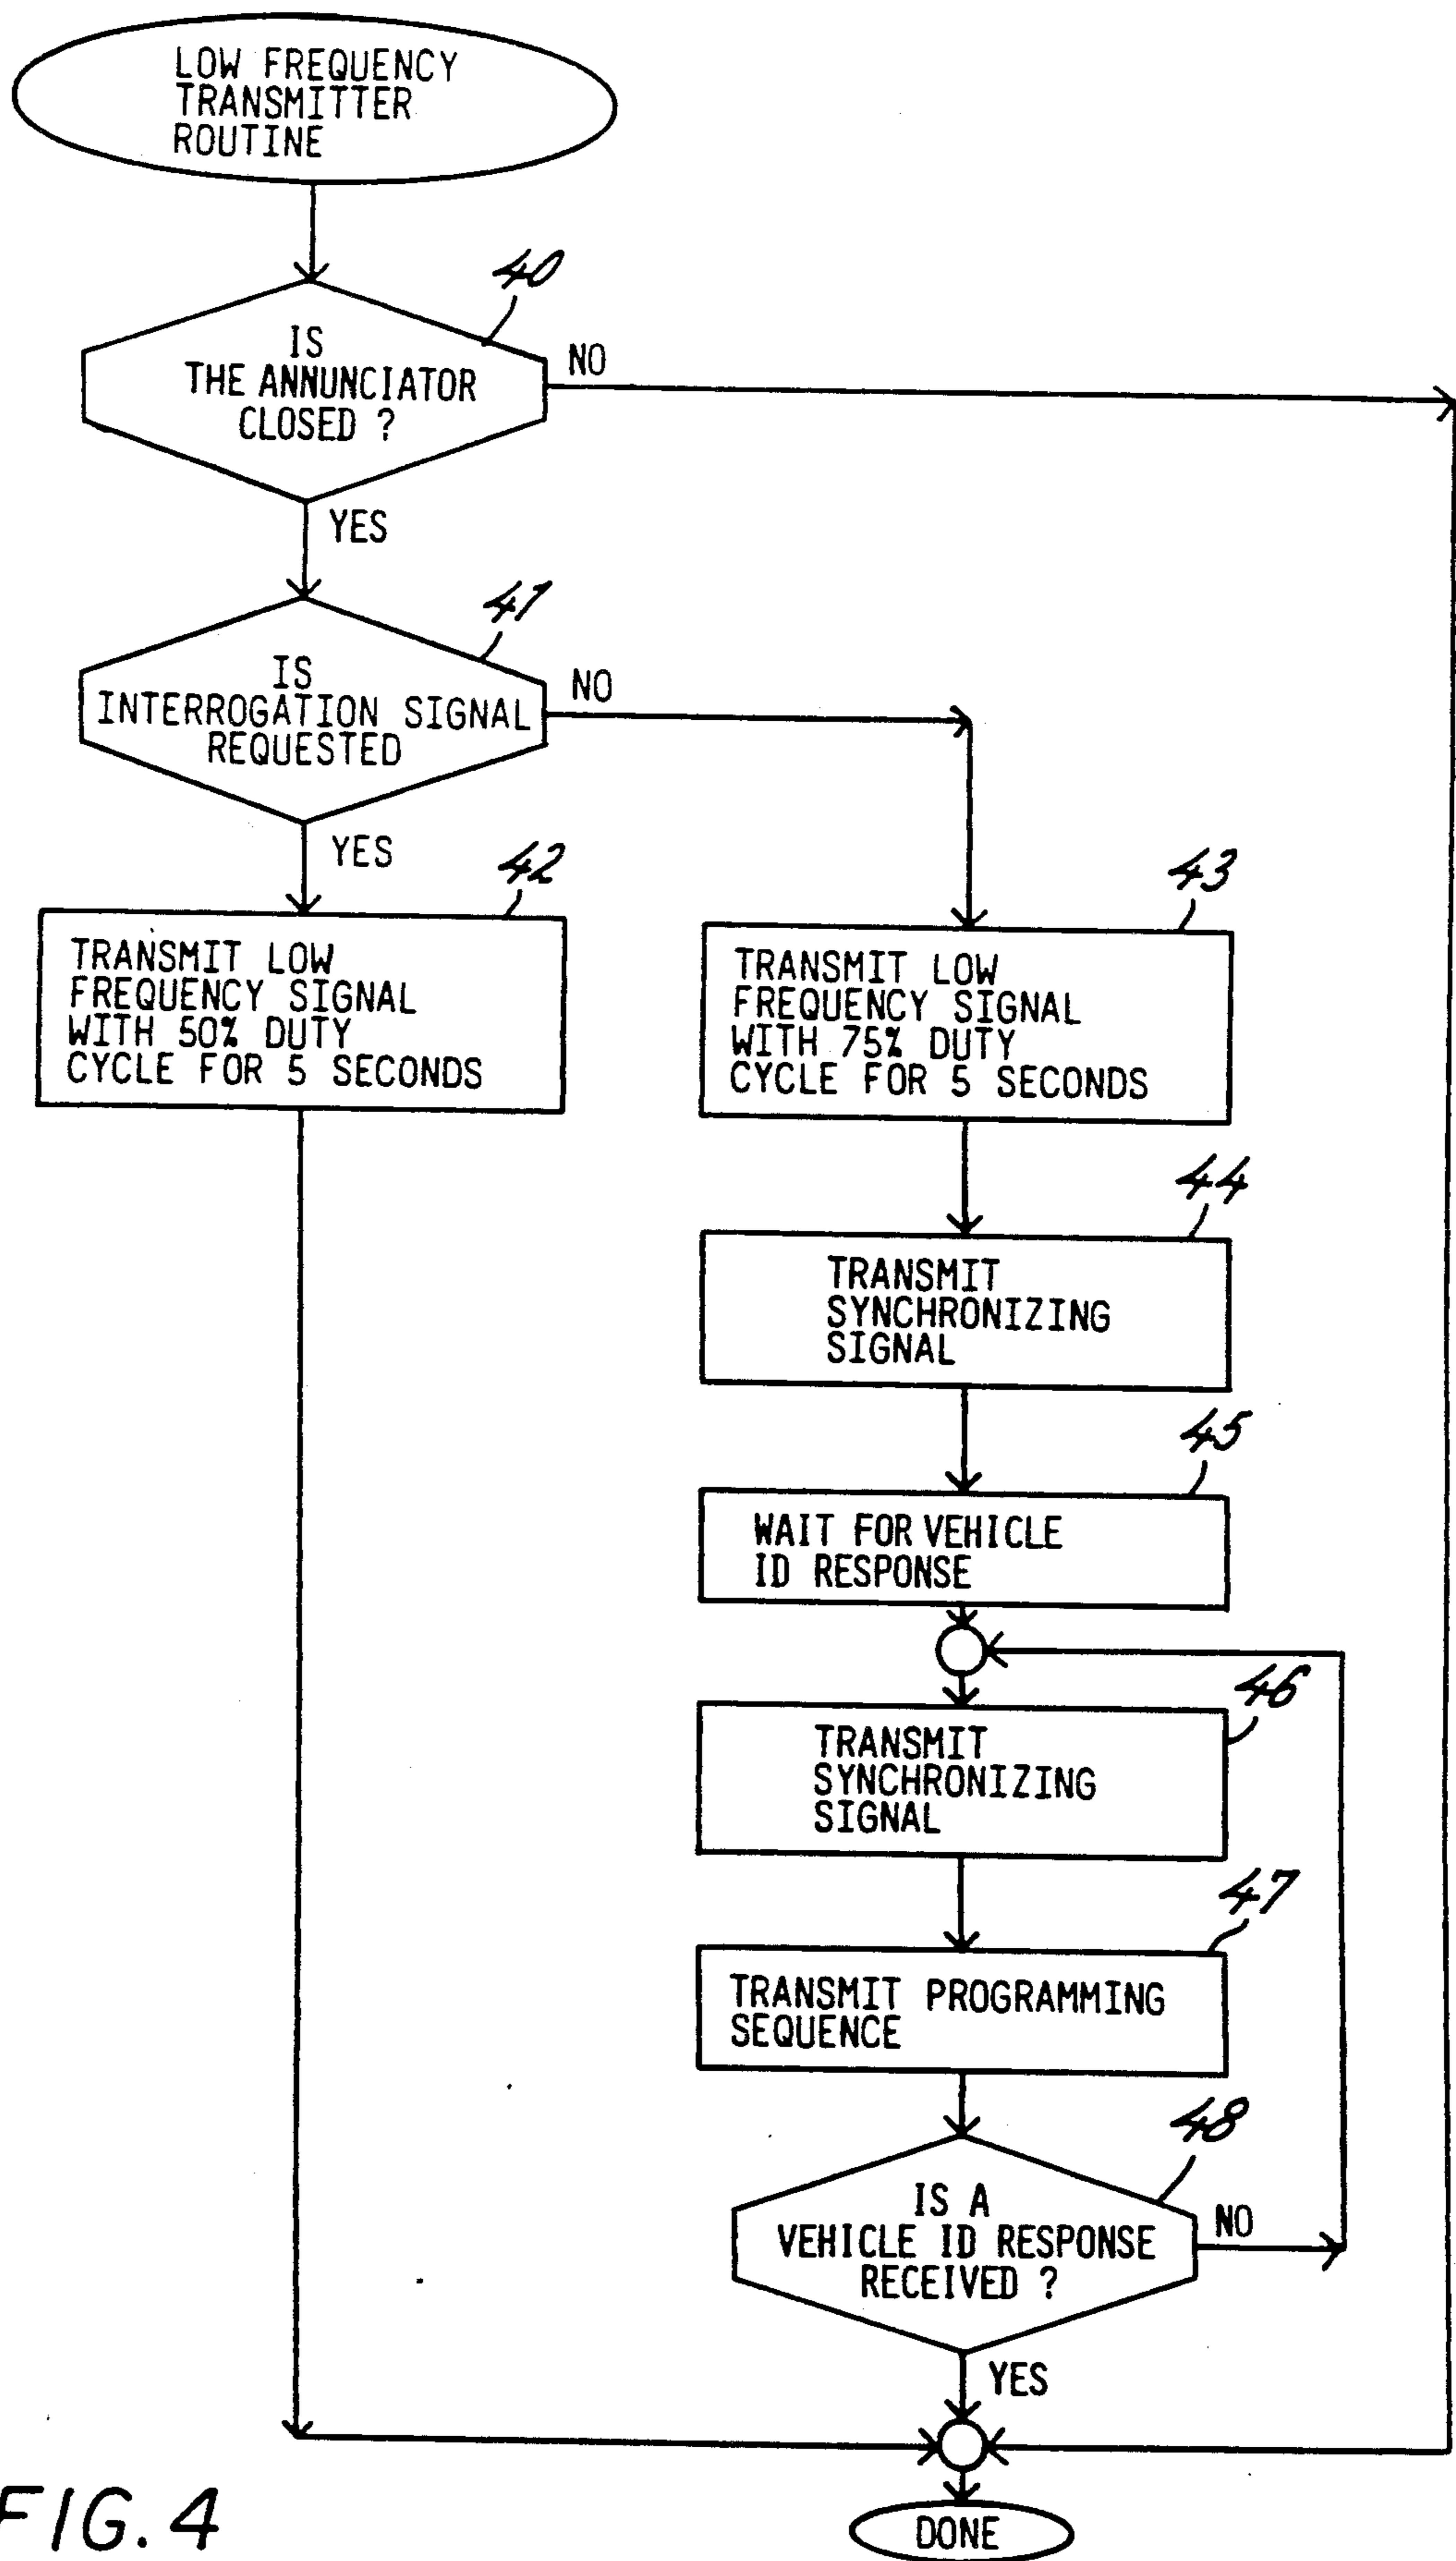 LOW FREQUENCY
TRANSMITTER
ROUTINE
40
IS
THE ANNUNCIATOR
CLOSED ?
NO
YES
41
IS
INTERROGATION SIGNAL
REQUESTED
NO
YES
42
TRANSMIT LOW
FREQUENCY SIGNAL
WITH 50% DUTY
CYCLE FOR 5 SECONDS
43
TRANSMIT LOW
FREQUENCY SIGNAL
WITH 75% DUTY
CYCLE FOR 5 SECONDS
44
TRANSMIT
SYNCHRONIZING
SIGNAL
45
WAIT FOR VEHICLE
ID RESPONSE
46
TRANSMIT
SYNCHRONIZING
SIGNAL
47
TRANSMIT PROGRAMMING
SEQUENCE
48
IS A
VEHICLE ID RESPONSE
RECEIVED ?
NO
YES
DONE
FIG. 4